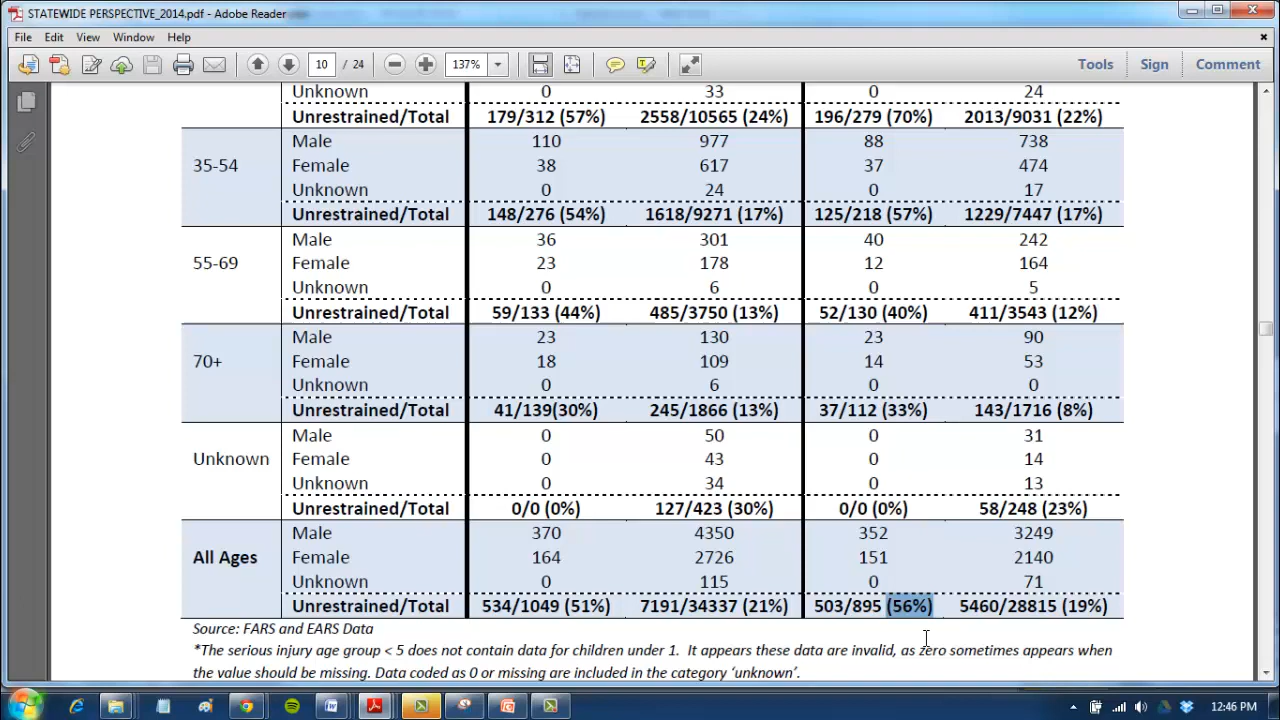 STATEWIDE PERSPECTIVE_2014.pdf - Adobe Reader
File Edit View Window Help
10 / 24 137% Tools Sign Comment
Unknown 0 33 0 24
Unrestrained/Total 179/312 (57%) 2558/10565 (24%) 196/279 (70%) 2013/9031 (22%)
Male 110 977 88 738
35-54 Female 38 617 37 474
Unknown 0 24 0 17
Unrestrained/Total 148/276 (54%) 1618/9271 (17%) 125/218 (57%) 1229/7447 (17%)
Male 36 301 40 242
55-69 Female 23 178 12 164
Unknown 0 6 0 5
Unrestrained/Total 59/133 (44%) 485/3750 (13%) 52/130 (40%) 411/3543 (12%)
Male 23 130 23 90
70+ Female 18 109 14 53
Unknown 0 6 0 0
Unrestrained/Total 41/139(30%) 245/1866 (13%) 37/112 (33%) 143/1716 (8%)
Male 0 50 0 31
Unknown Female 0 43 0 14
Unknown 0 34 0 13
Unrestrained/Total 0/0 (0%) 127/423 (30%) 0/0 (0%) 58/248 (23%)
Male 370 4350 352 3249
All Ages Female 164 2726 151 2140
Unknown 0 115 0 71
Unrestrained/Total 534/1049 (51%) 7191/34337 (21%) 503/895 (56%) 5460/28815 (19%)
Source: FARS and EARS Data
*The serious injury age group < 5 does not contain data for children under 1. It appears these data are invalid, as zero sometimes appears when
the value should be missing. Data coded as 0 or missing are included in the category ‘unknown’.
12:46 PM